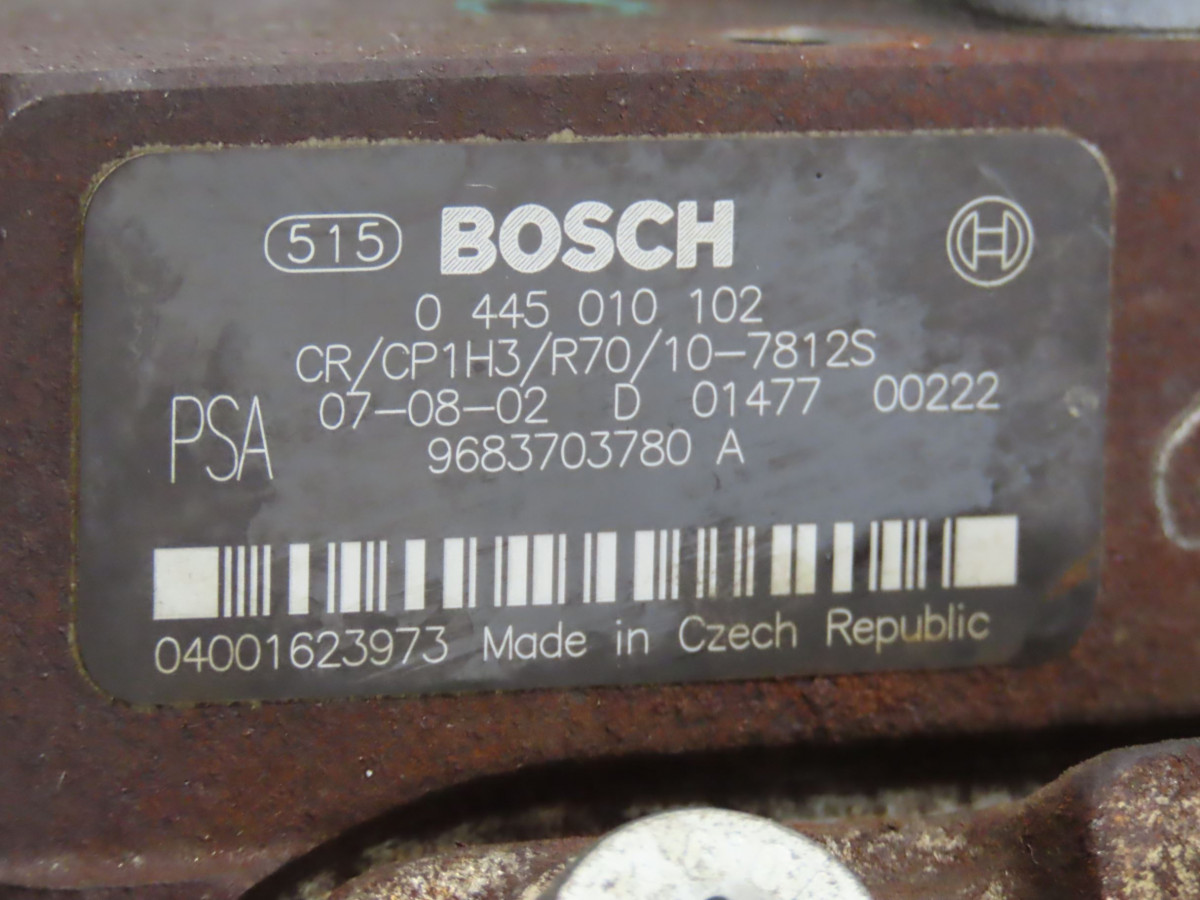 515 BOSCH
0 445 010 102
CR/CP1H3/R70/10-7812S
PSA 07-08-02 D 01477 00222
9683703780 A
04001623973 Made in Czech Republic